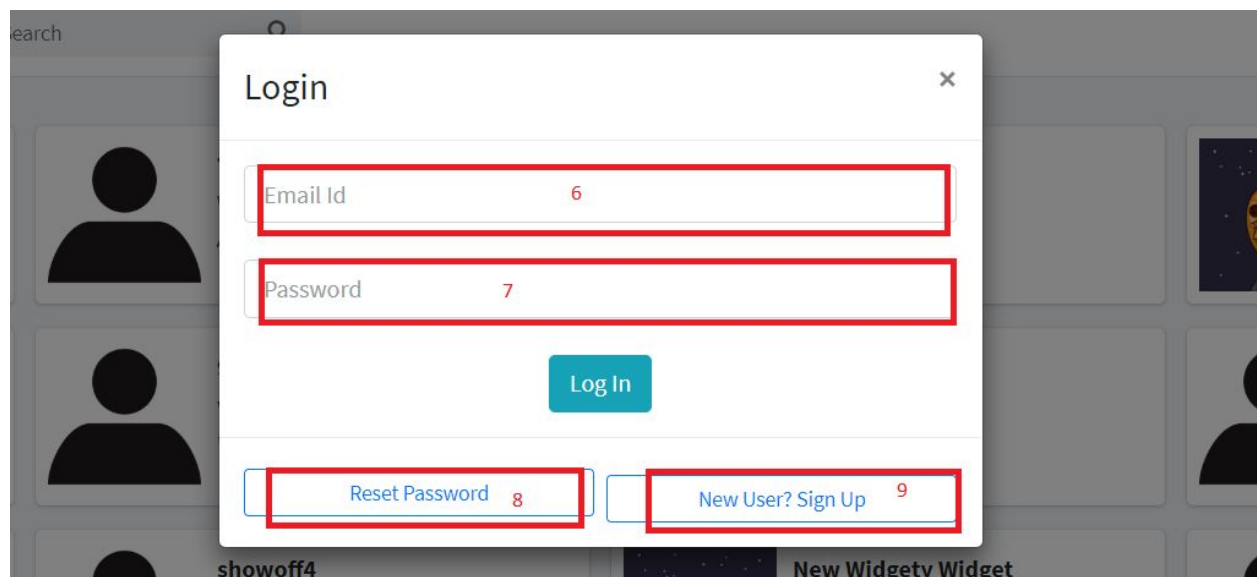 earch
Login ×
Email Id 6
Password 7
Log In
Reset Password 8
New User? Sign Up 9
showoff4
New Widgety Widget